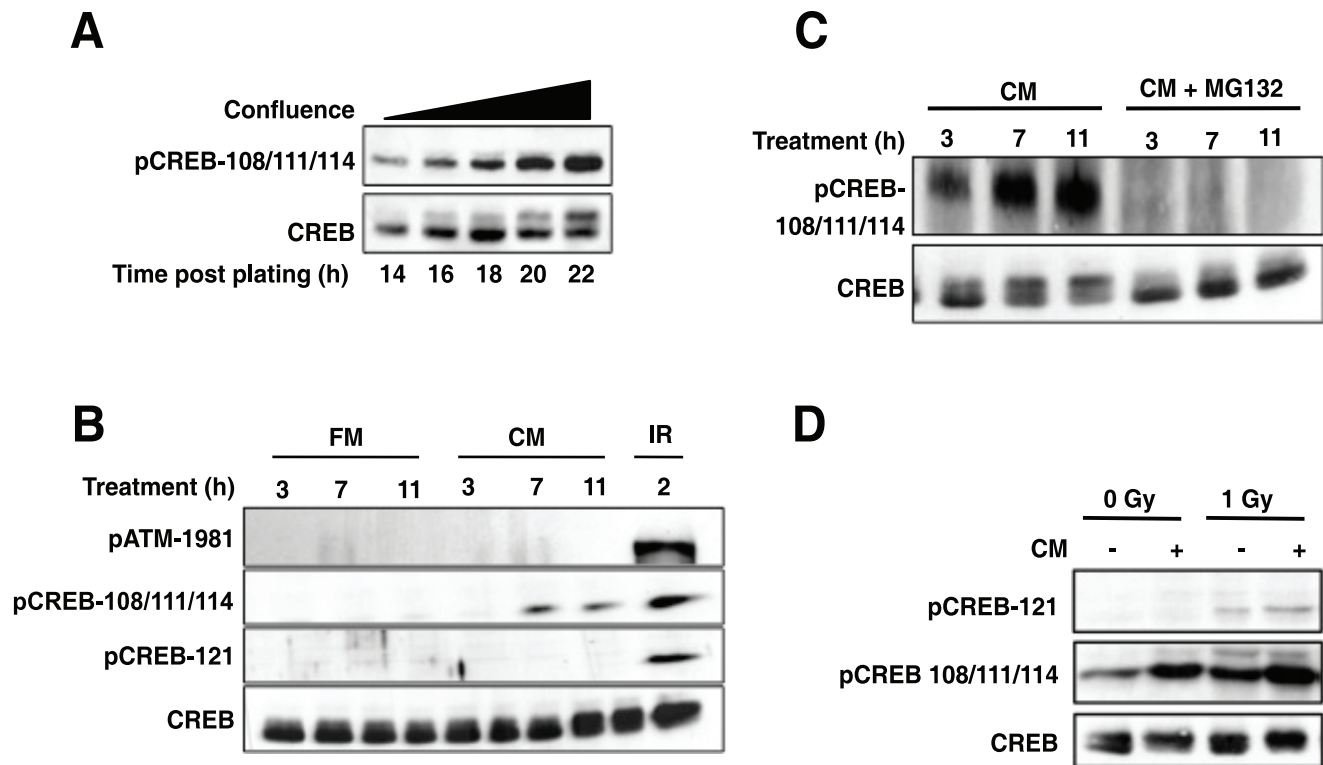 A
Confluence
pCREB-108/111/114
CREB
Time post plating (h) 14 16 18 20 22
C
CM CM + MG132
Treatment (h) 3 7 11 3 7 11
pCREB-
108/111/114
CREB
B
FM CM IR
Treatment (h) 3 7 11 3 7 11 2
pATM-1981
pCREB-108/111/114
pCREB-121
CREB
D
0 Gy 1 Gy
CM - + - +
pCREB-121
pCREB 108/111/114
CREB